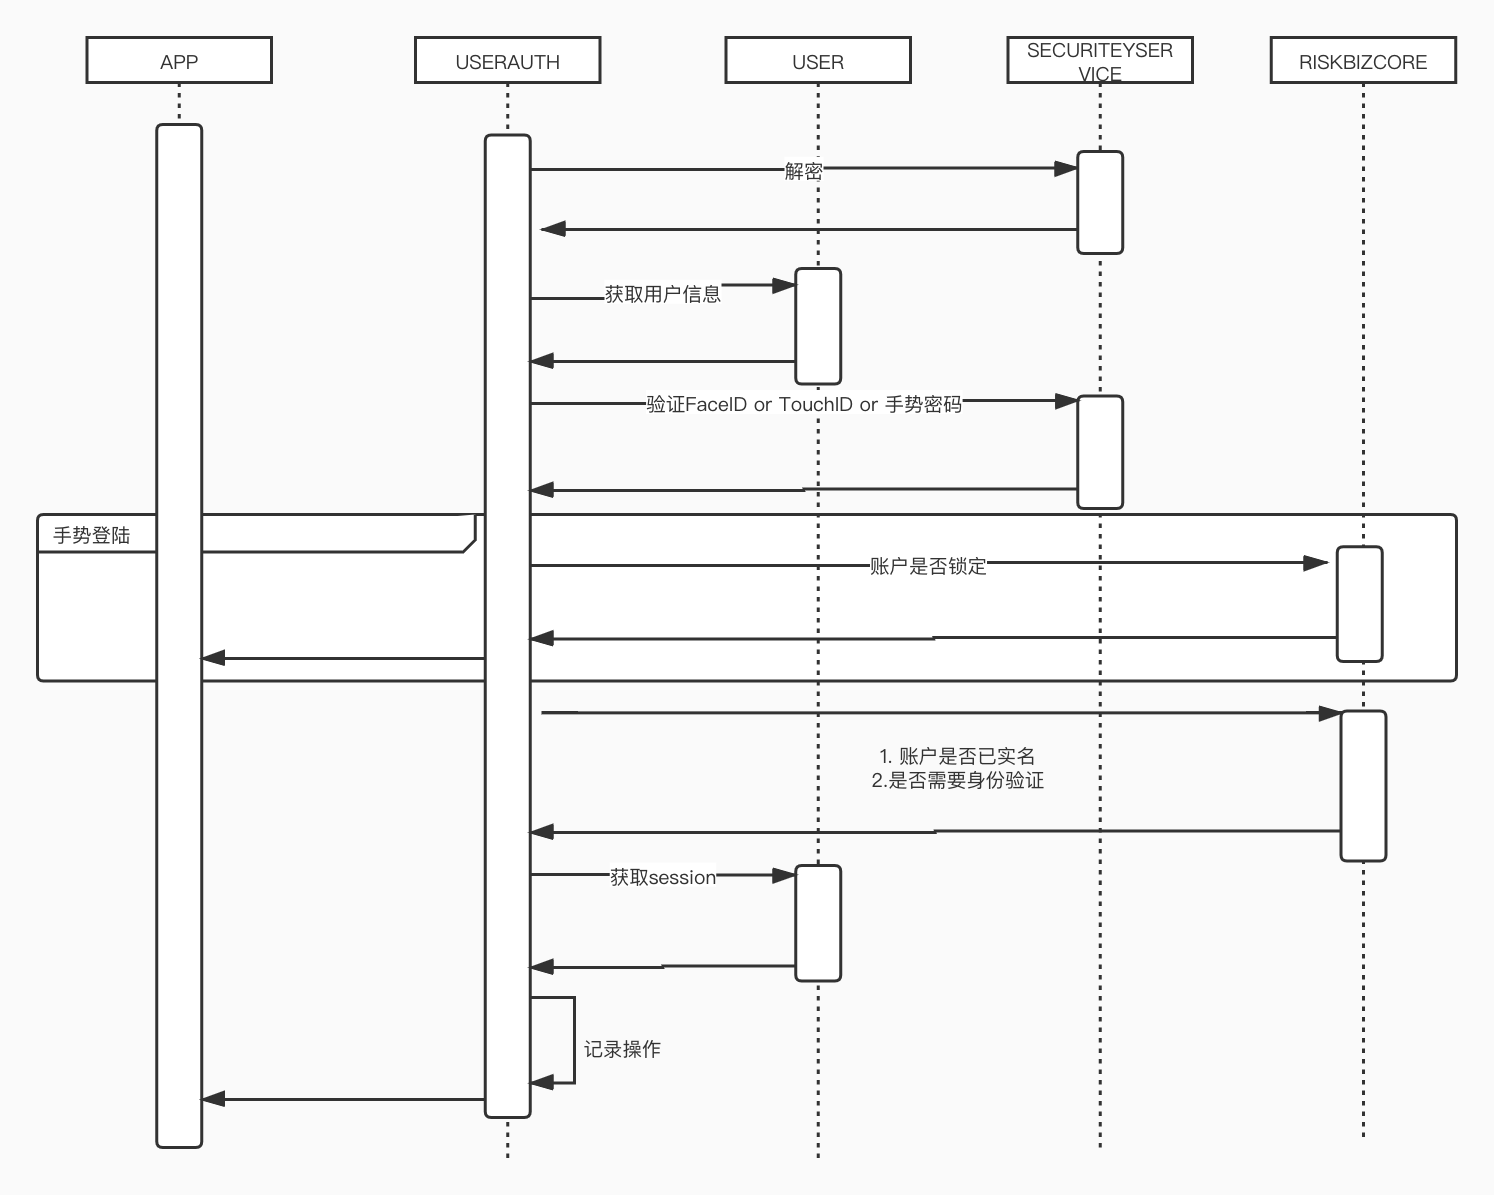 APP
USERAUTH
USER
SECURITEYSER
VICE
RISKBIZCORE
解密
获取用户信息
验证FaceID or TouchID or 手势密码
手势登陆
账户是否锁定
1. 账户是否已实名
2.是否需要身份验证
获取session
记录操作